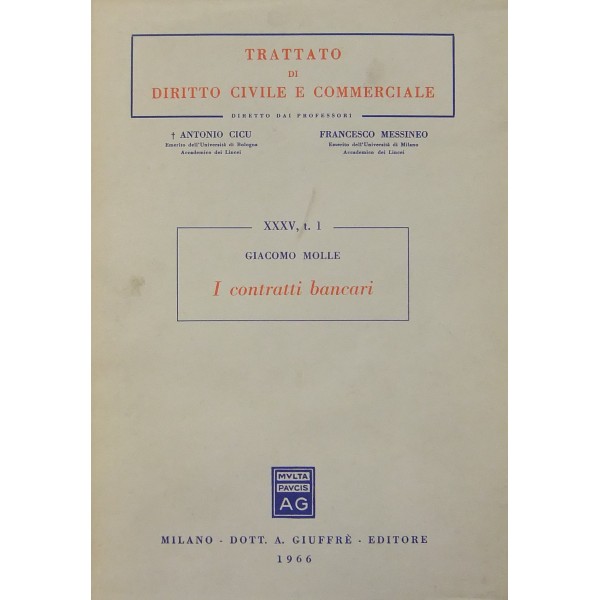 TRATTATO
DI
DIRITTO CIVILE E COMMERCIALE
DIRETTO DAI PROFESSORI
† ANTONIO CICU
Emerito dell'Università di Bologna
Accademico dei Lincei
FRANCESCO MESSINEO
Emerito dell'Università di Milano
Accademico dei Lincei
XXXV, t. 1
GIACOMO MOLLE
I contratti bancari
MVLTA
PAVCIS
AG
MILANO - DOTT. A. GIUFFRÈ - EDITORE
1966